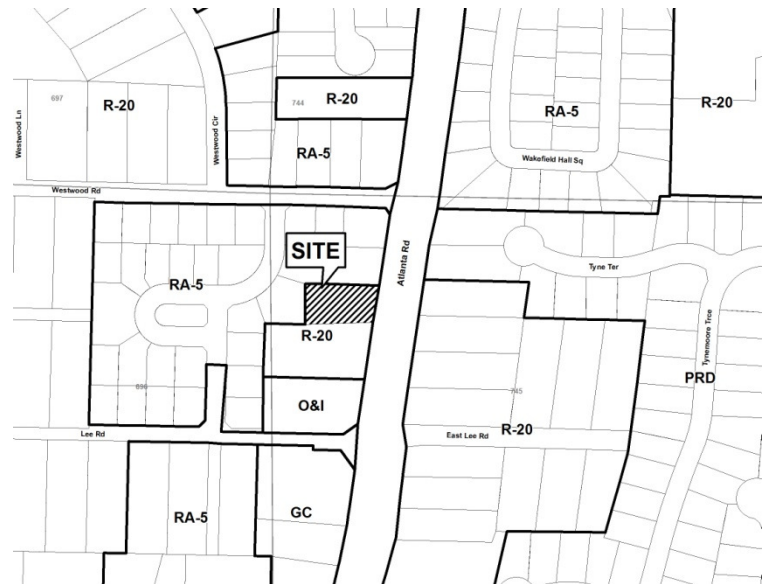 697
R-20
Westwood Ln
Westwood Cir
744
R-20
RA-5
RA-5
R-20
Wakefield Hall Sq
Westwood Rd
SITE
Atlanta Rd
Tyne Ter
RA-5
R-20
Tynemoore Trce
PRD
696
O&I
745
R-20
Lee Rd
East Lee Rd
RA-5
GC